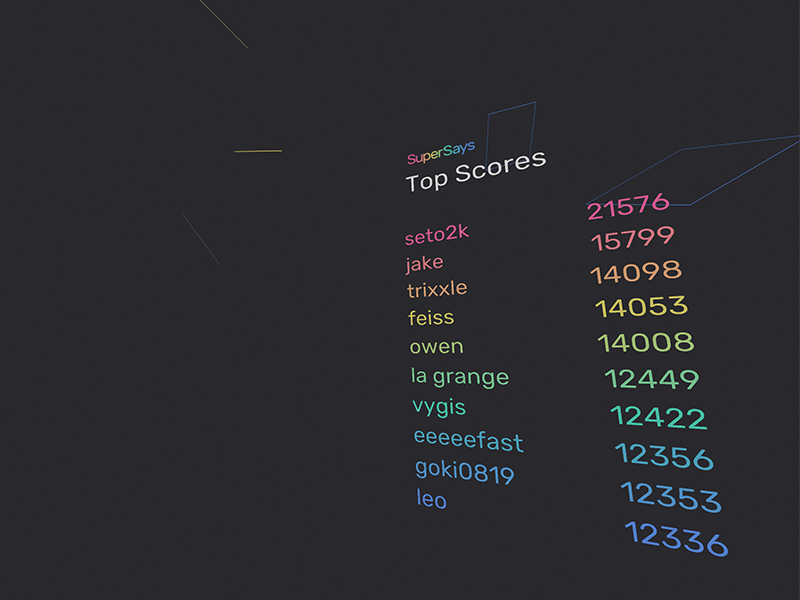 SuperSays
Top Scores
seto2k 21576
jake 15799
trixxle 14098
feiss 14053
owen 14008
la grange 12449
vygis 12422
eeeeefast 12356
goki0819 12353
leo 12336